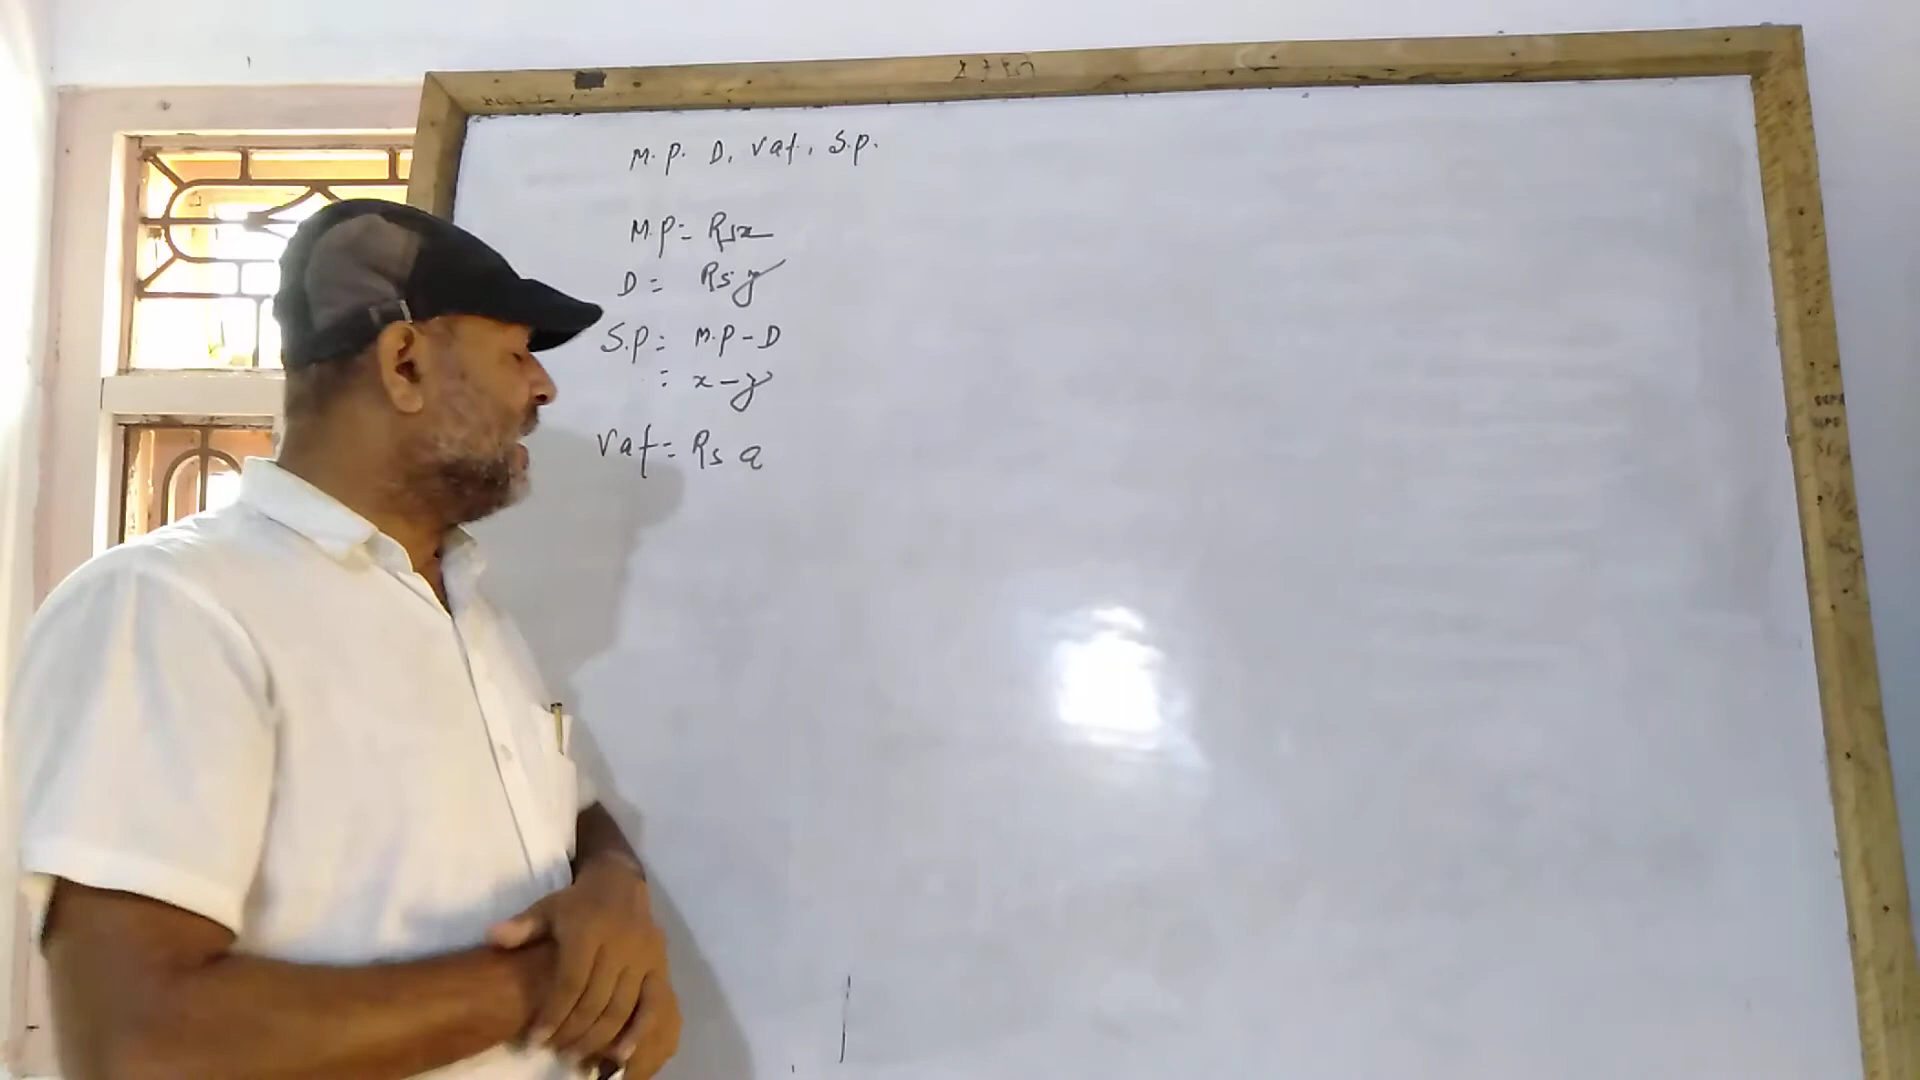 M.P. D, Vat, S.P.
M.P = Rs x
D = Rs y
S.P = M.P - D
= x - y
Vat = Rs a